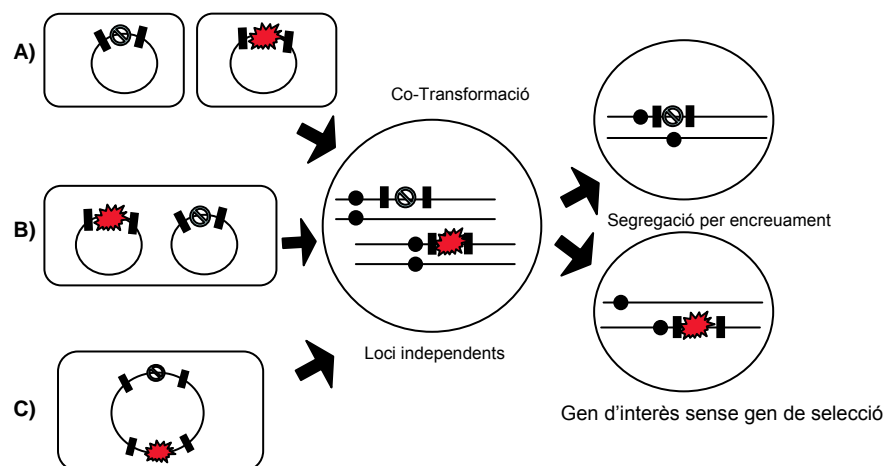 A)
Co-Transformació
B)
Segregació per encreuament
Loci independents
C)
Gen d'interès sense gen de selecció